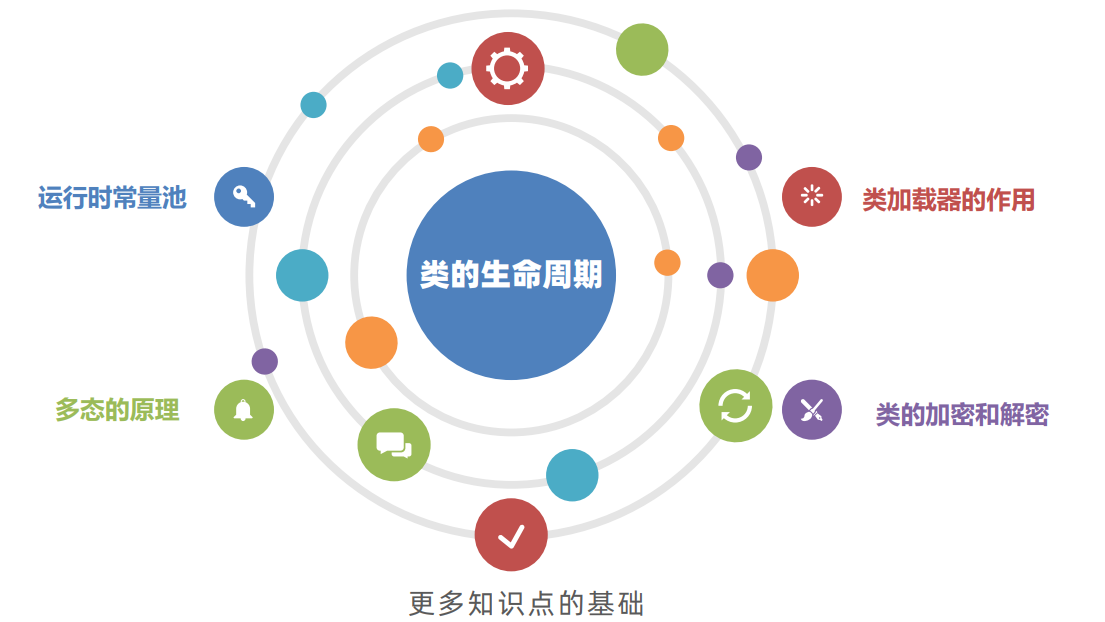 运行时常量池
类加载器的作用
类的生命周期
多态的原理
类的加密和解密
更多知识点的基础